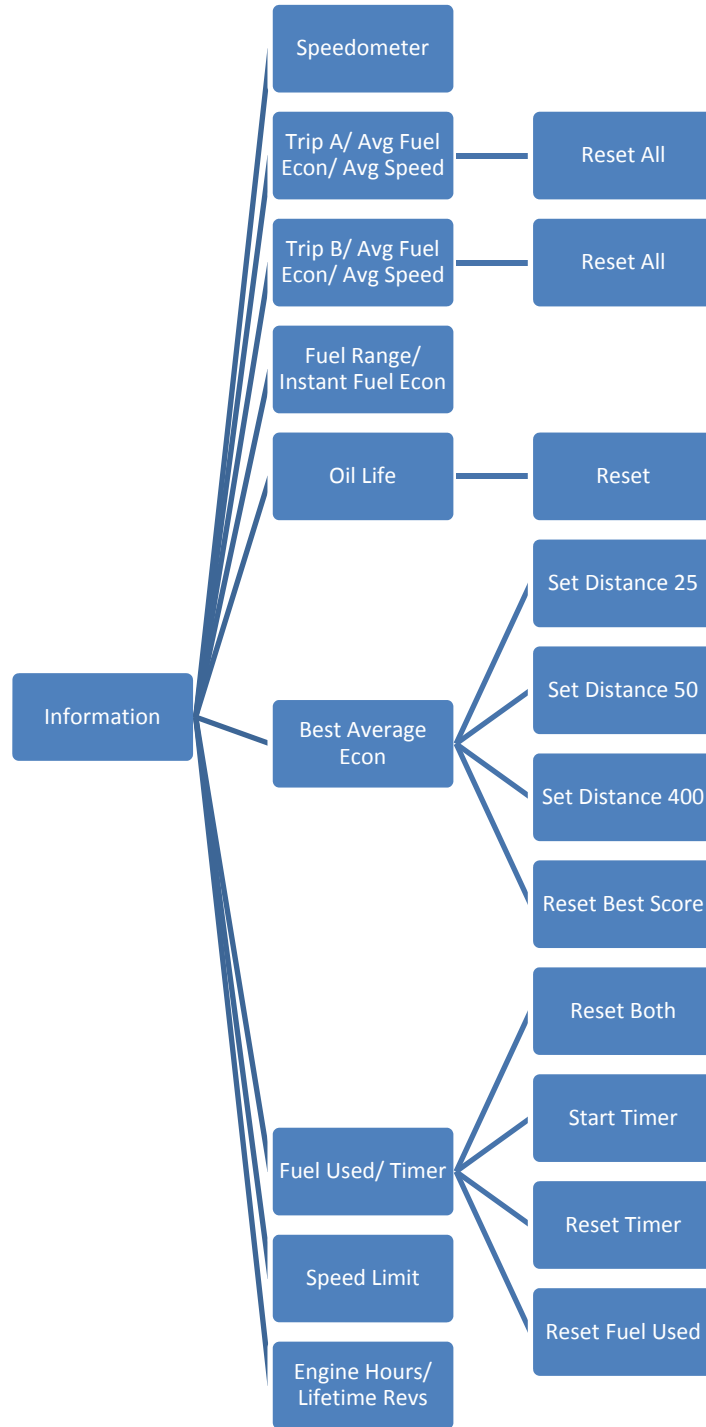 Speedometer
Trip A/ Avg Fuel
Econ/ Avg Speed
Reset All
Trip B/ Avg Fuel
Econ/ Avg Speed
Reset All
Fuel Range/
Instant Fuel Econ
Oil Life
Reset
Set Distance 25
Set Distance 50
Information
Best Average
Econ
Set Distance 400
Reset Best Score
Reset Both
Start Timer
Fuel Used/ Timer
Reset Timer
Speed Limit
Reset Fuel Used
Engine Hours/
Lifetime Revs